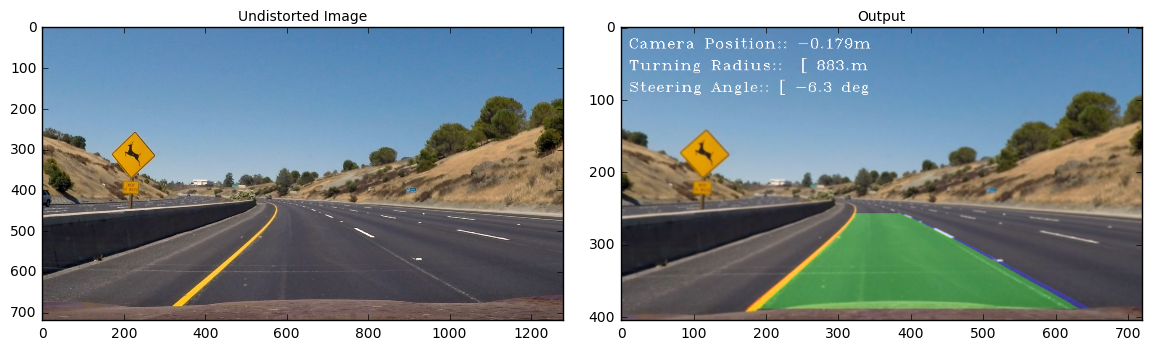 Undistorted Image
0
100
200
300
400
500
600
700
0 200 400 600 800 1000 1200
Output
Camera Position:: −0.179m
Turning Radius:: [ 883.m
Steering Angle:: [ −6.3 deg
0
100
200
300
400
0 100 200 300 400 500 600 700